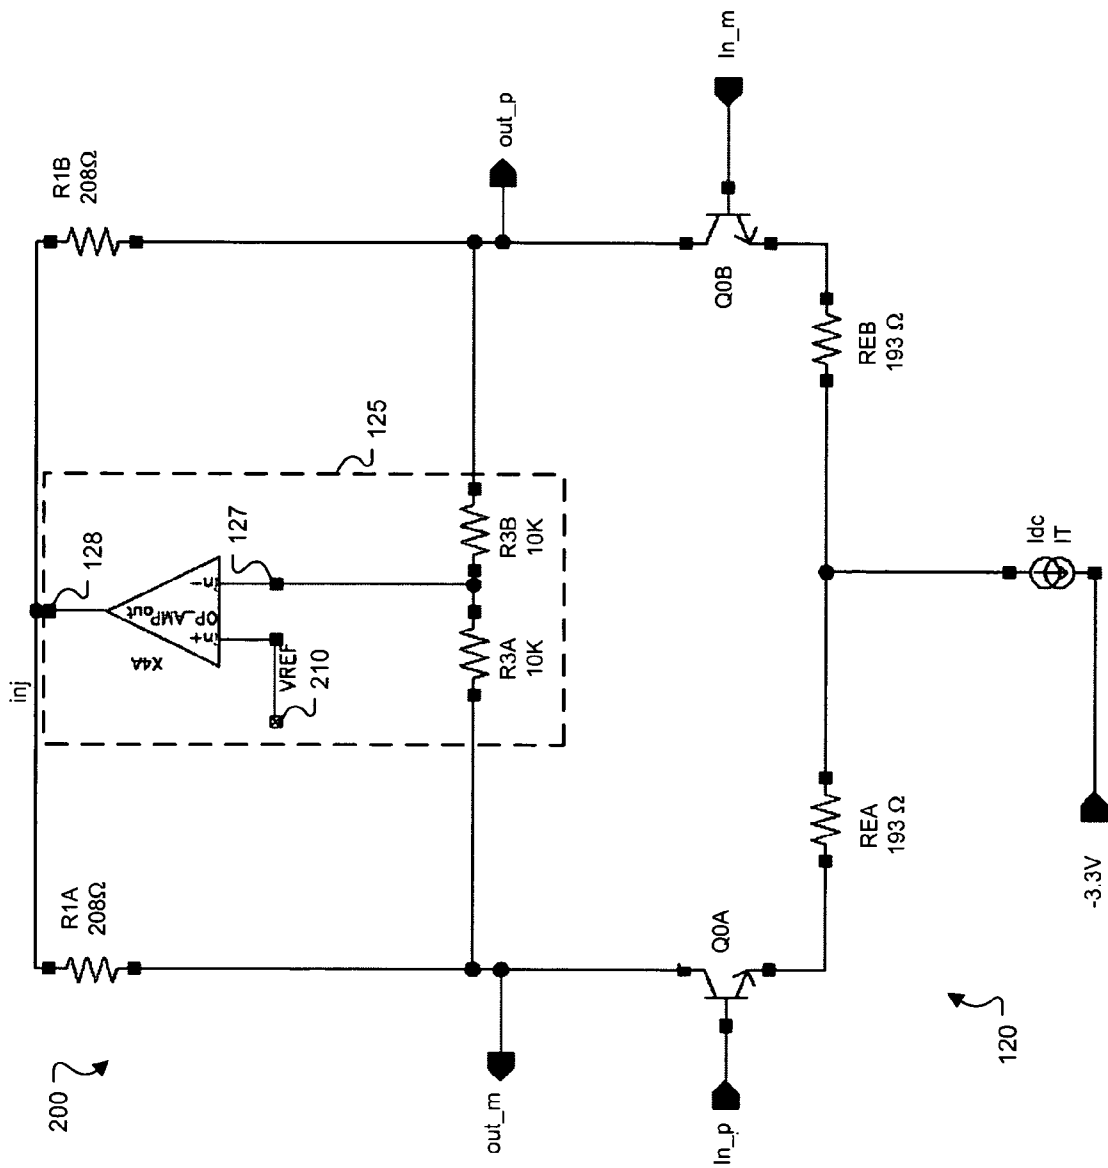 200
inj
R1A
208Ω
R1B
208Ω
128
125
X4A
OP_AMP
out
in+
in-
127
VREF
210
R3A
10K
R3B
10K
out_m
out_p
In_p
In_m
Q0A
Q0B
REA
193 Ω
REB
193 Ω
120
Idc
IT
-3.3V